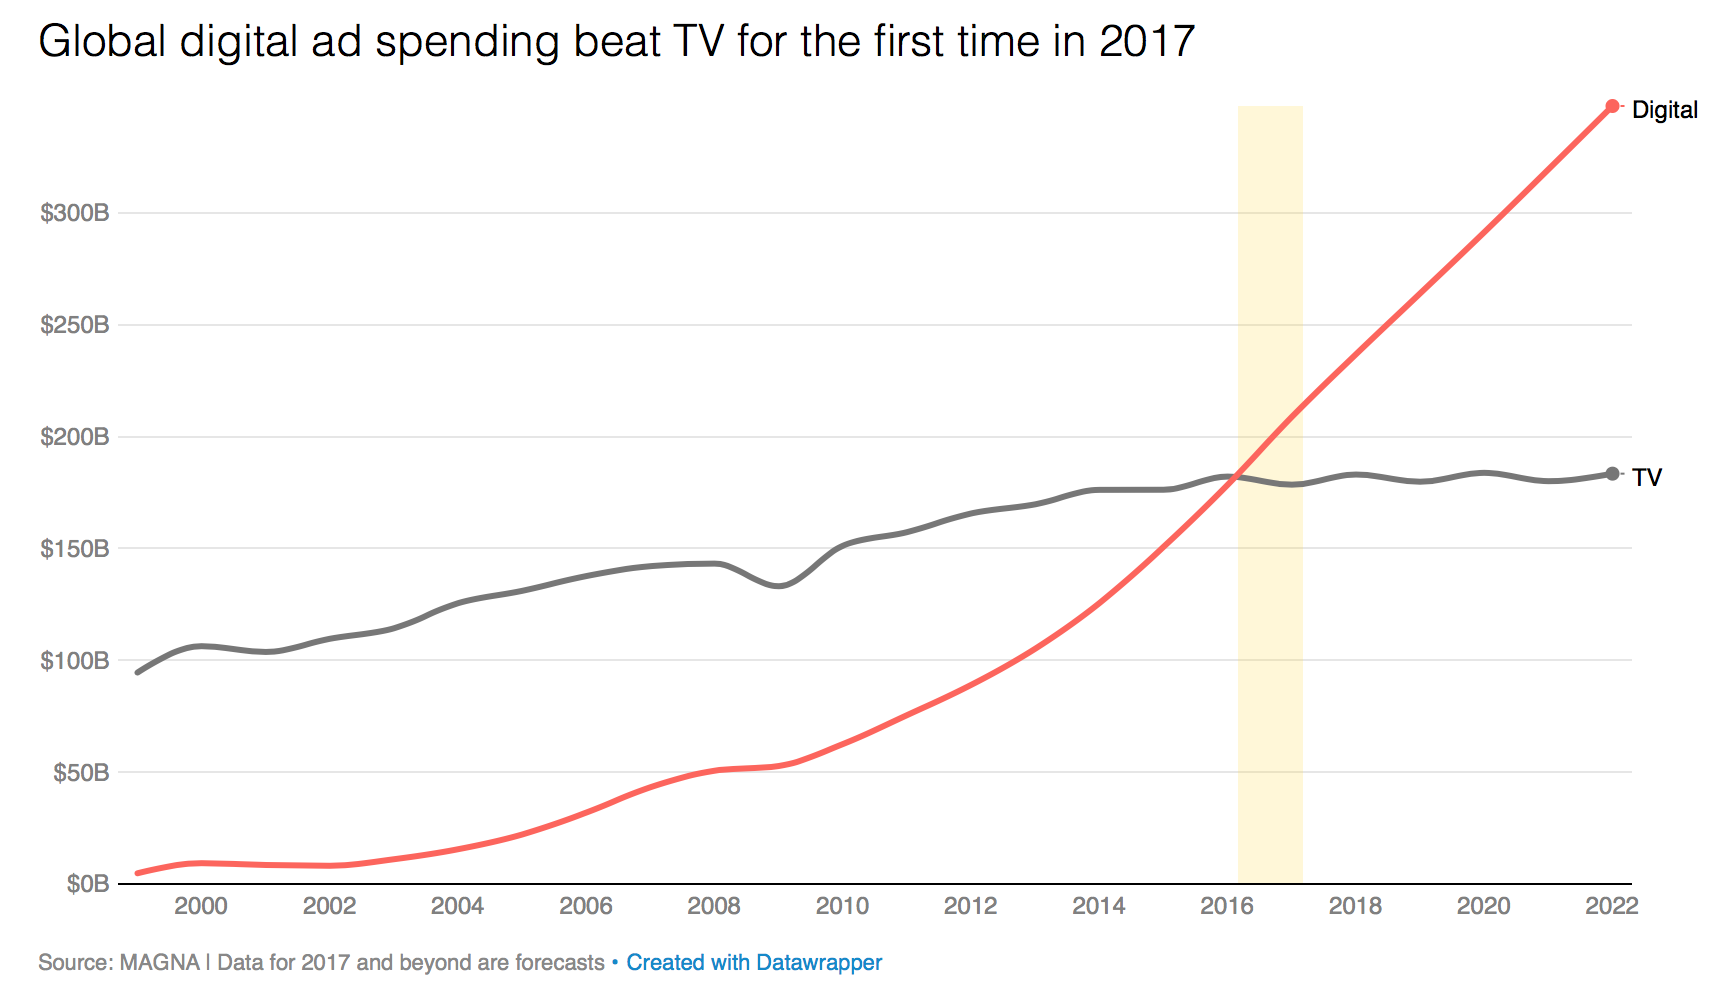 Global digital ad spending beat TV for the first time in 2017
Digital
$300B
$250B
$200B
TV
$150B
$100B
$50B
$0B
2000 2002 2004 2006 2008 2010 2012 2014 2016 2018 2020 2022
Source: MAGNA | Data for 2017 and beyond are forecasts • Created with Datawrapper